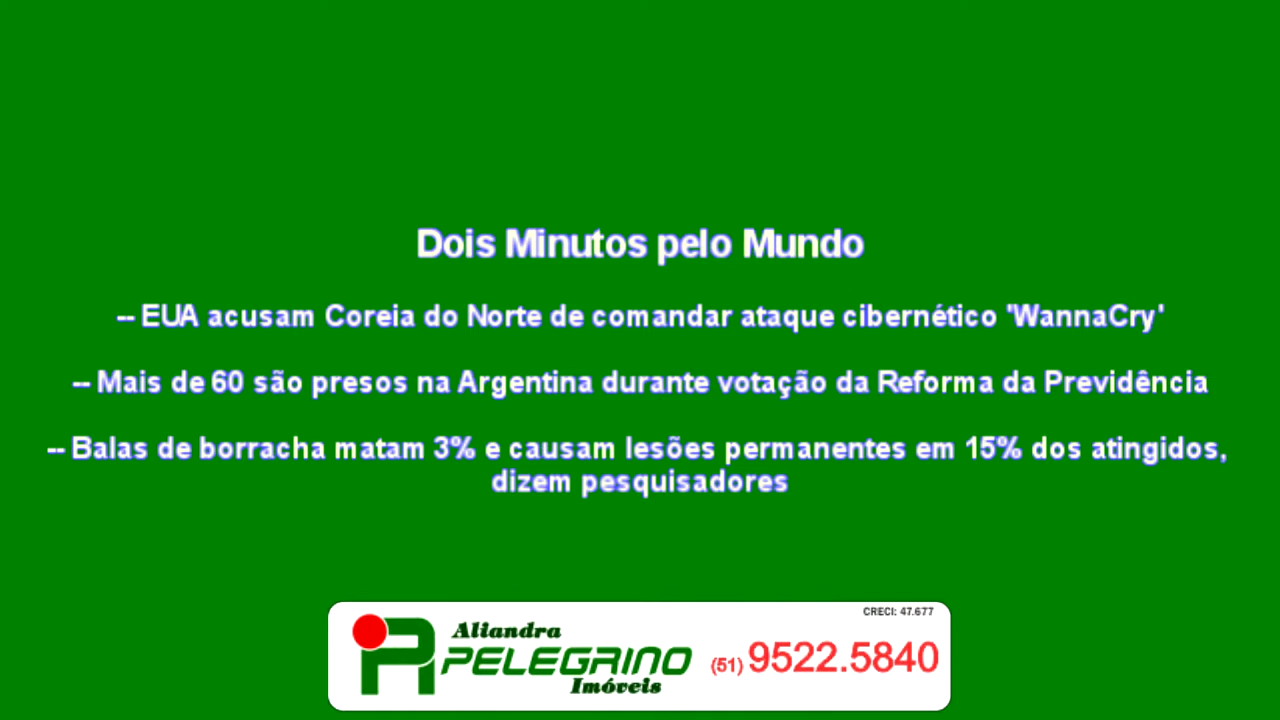 Dois Minutos pelo Mundo
-- EUA acusam Coreia do Norte de comandar ataque cibernético 'WannaCry'
-- Mais de 60 são presos na Argentina durante votação da Reforma da Previdência
-- Balas de borracha matam 3% e causam lesões permanentes em 15% dos atingidos,
dizem pesquisadores
CRECI: 47.677
Aliandra
PELEGRINO
Imóveis
(51) 9522.5840